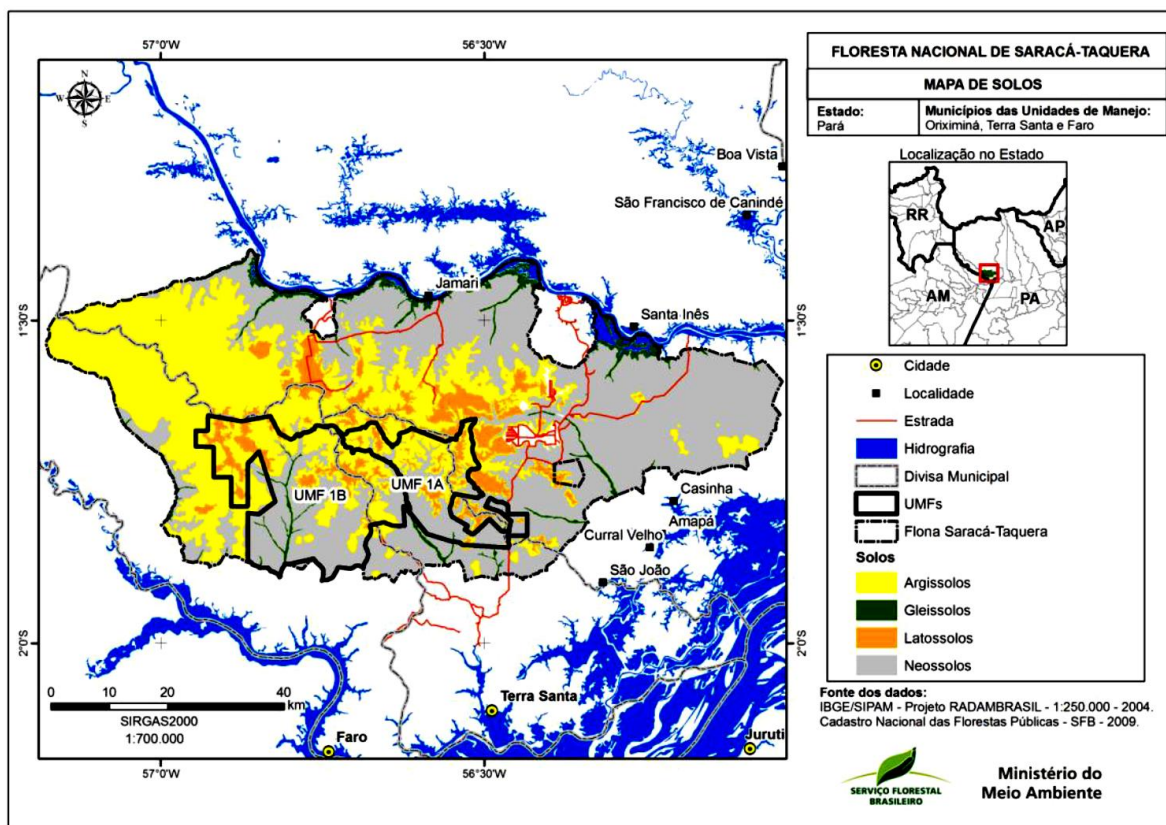 57°0'W
56°30'W
N
W
E
S
Boa Vista
São Francisco de Canindé
Jamari
Santa Inês
1°30'S
1°30'S
UMF 1B
UMF 1A
Casinha
Amapá
Curral Velho
São João
2°0'S
2°0'S
0
10
20
40
km
SIRGAS2000
1:700.000
Terra Santa
Faro
Juruti
57°0'W
56°30'W
FLORESTA NACIONAL DE SARACÁ-TAQUERA
MAPA DE SOLOS
Estado:
Pará
Municípios das Unidades de Manejo:
Oriximiná, Terra Santa e Faro
Localização no Estado
RR
AP
AM
PA
Cidade
Localidade
Estrada
Hidrografia
Divisa Municipal
UMFs
Flona Saracá-Taquera
Solos
Argissolos
Gleissolos
Latossolos
Neossolos
Fonte dos dados:
IBGE/SIPAM - Projeto RADAMBRASIL - 1:250.000 - 2004.
Cadastro Nacional das Florestas Públicas - SFB - 2009.
SERVIÇO FLORESTAL
BRASILEIRO
Ministério do
Meio Ambiente